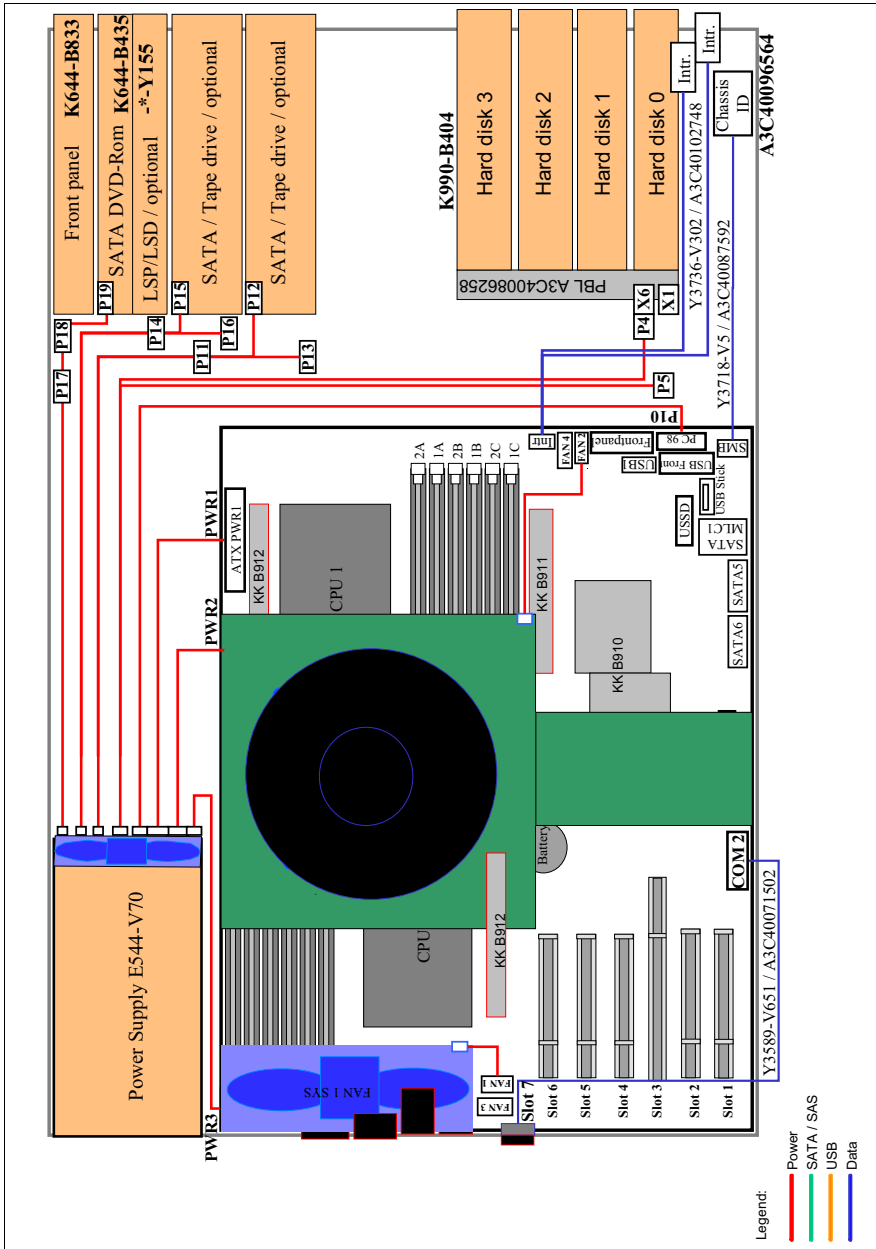 Front panel K644-B833
SATA DVD-Rom K644-B435
LSP/LSD / optional -*-Y155
SATA / Tape drive / optional
SATA / Tape drive / optional
K990-B404
Hard disk 3
Hard disk 2
Hard disk 1
Hard disk 0
PBL A3C40086258
Intr.
Intr.
Chassis ID
A3C40096564
Y3736-V302 / A3C40102748
Y3718-V5 / A3C40087592
P17
P18
P19
P14
P15
P16
P11
P12
P13
P4
X6
X1
P5
P10
PWR1
PWR2
PWR3
ATX PWR1
KK B912
CPU 1
2A
1A
2B
1B
2C
1C
Intr
FAN 4
FAN 2
Frontpanel
PC 98
USB1
USB Front
SMB
USB Stick
USSD
SATA MLC1
SATA5
SATA6
KK B911
KK B910
Battery
COM 2
Y3589-V651 / A3C40071502
KK B912
CPU
Power Supply E544-V70
FAN 1 SYS
FAN 1
FAN 3
Slot 7
Slot 6
Slot 5
Slot 4
Slot 3
Slot 2
Slot 1
Legend:
Power
SATA / SAS
USB
Data